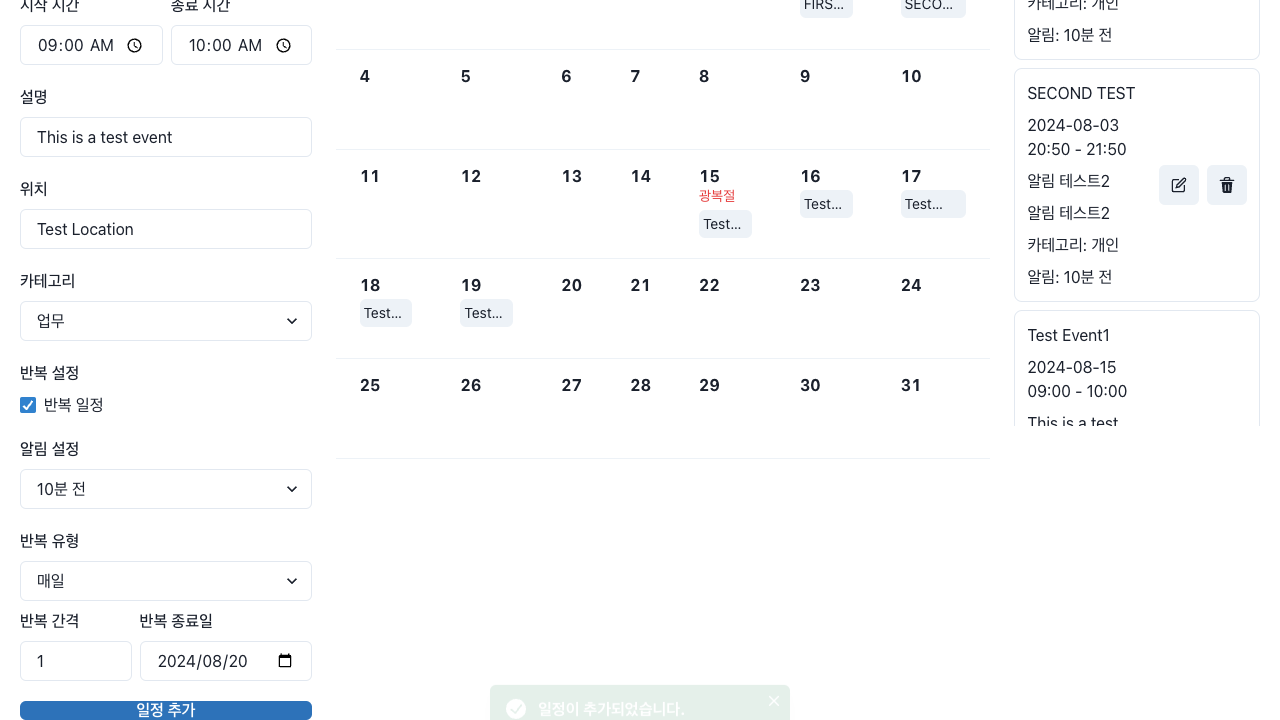 시작 시간 종료 시간
09:00 AM 10:00 AM
설명
This is a test event
위치
Test Location
카테고리
업무
반복 설정
반복 일정
알림 설정
10분 전
반복 유형
매일
반복 간격 반복 종료일
1 2024/08/20
일정 추가
FIRS... SECO...
4 5 6 7 8 9 10
11 12 13 14 15 16 17
광복절
Test... Test... Test...
18 19 20 21 22 23 24
Test... Test...
25 26 27 28 29 30 31
카테고리: 개인
알림: 10분 전
SECOND TEST
2024-08-03
20:50 - 21:50
알림 테스트2
알림 테스트2
카테고리: 개인
알림: 10분 전
Test Event1
2024-08-15
09:00 - 10:00
This is a test
일정이 추가되었습니다.